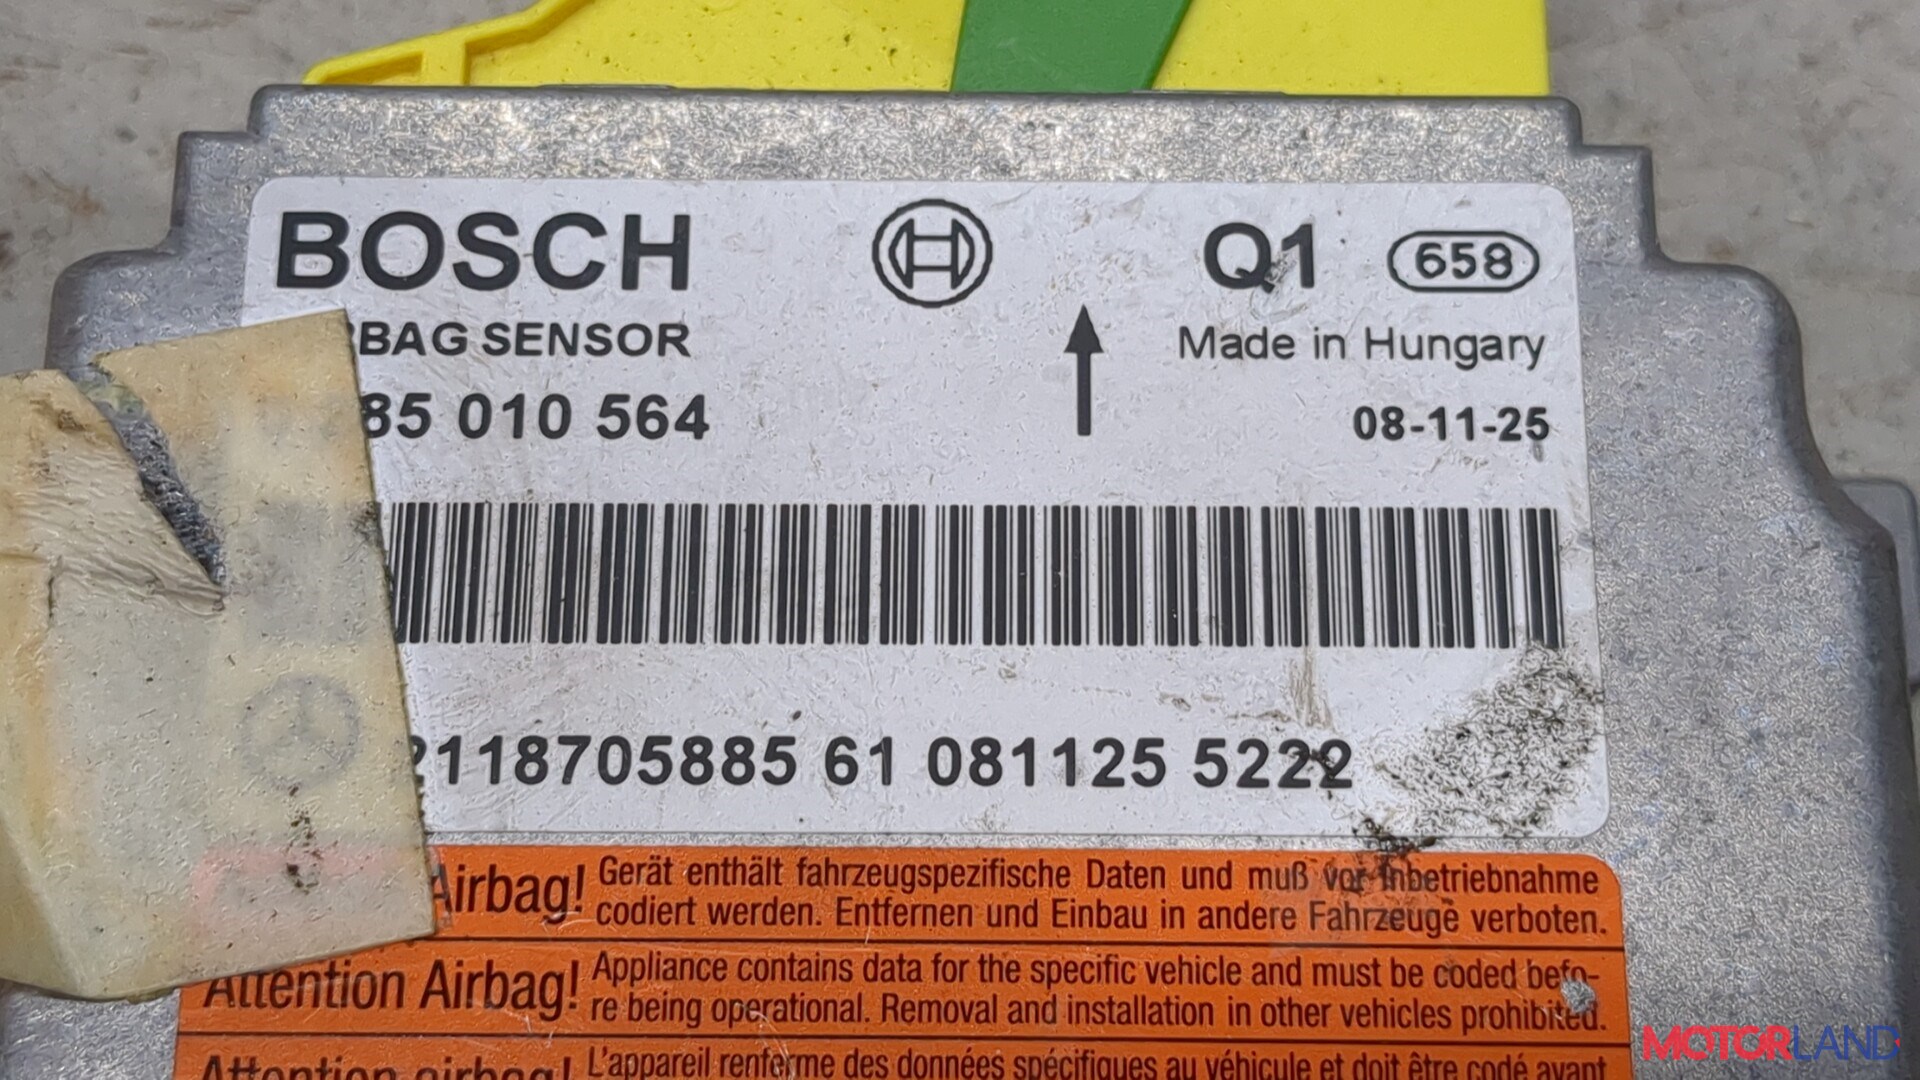 BOSCH
Q1 658
BAG SENSOR
Made in Hungary
85 010 564
08-11-25
2118705885 61 081125 5222
Airbag! Gerät enthält fahrzeugspezifische Daten und muß vor Inbetriebnahme
codiert werden. Entfernen und Einbau in andere Fahrzeuge verboten.
Attention Airbag! Appliance contains data for the specific vehicle and must be coded befo-
re being operational. Removal and installation in other vehicles prohibited.
Attention airbag! L'appareil renferme des données spécifiques au véhicule et doit être codé avant
MOTORLAND